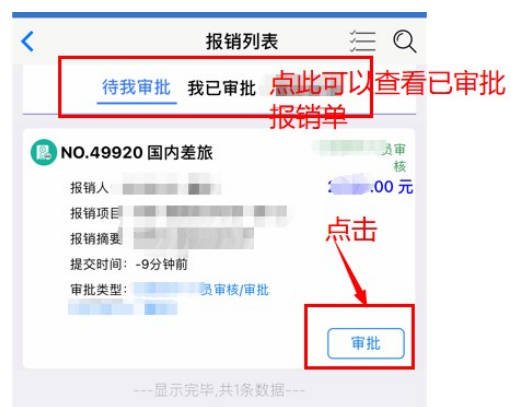 报销列表
待我审批 我已审批 点此可以查看已审批
报销单
NO.49920 国内差旅
员审
核
报销人
.00 元
报销项目
报销摘要
点击
提交时间: -9分钟前
审批类型: 员审核/审批
审批
---显示完毕,共1条数据---